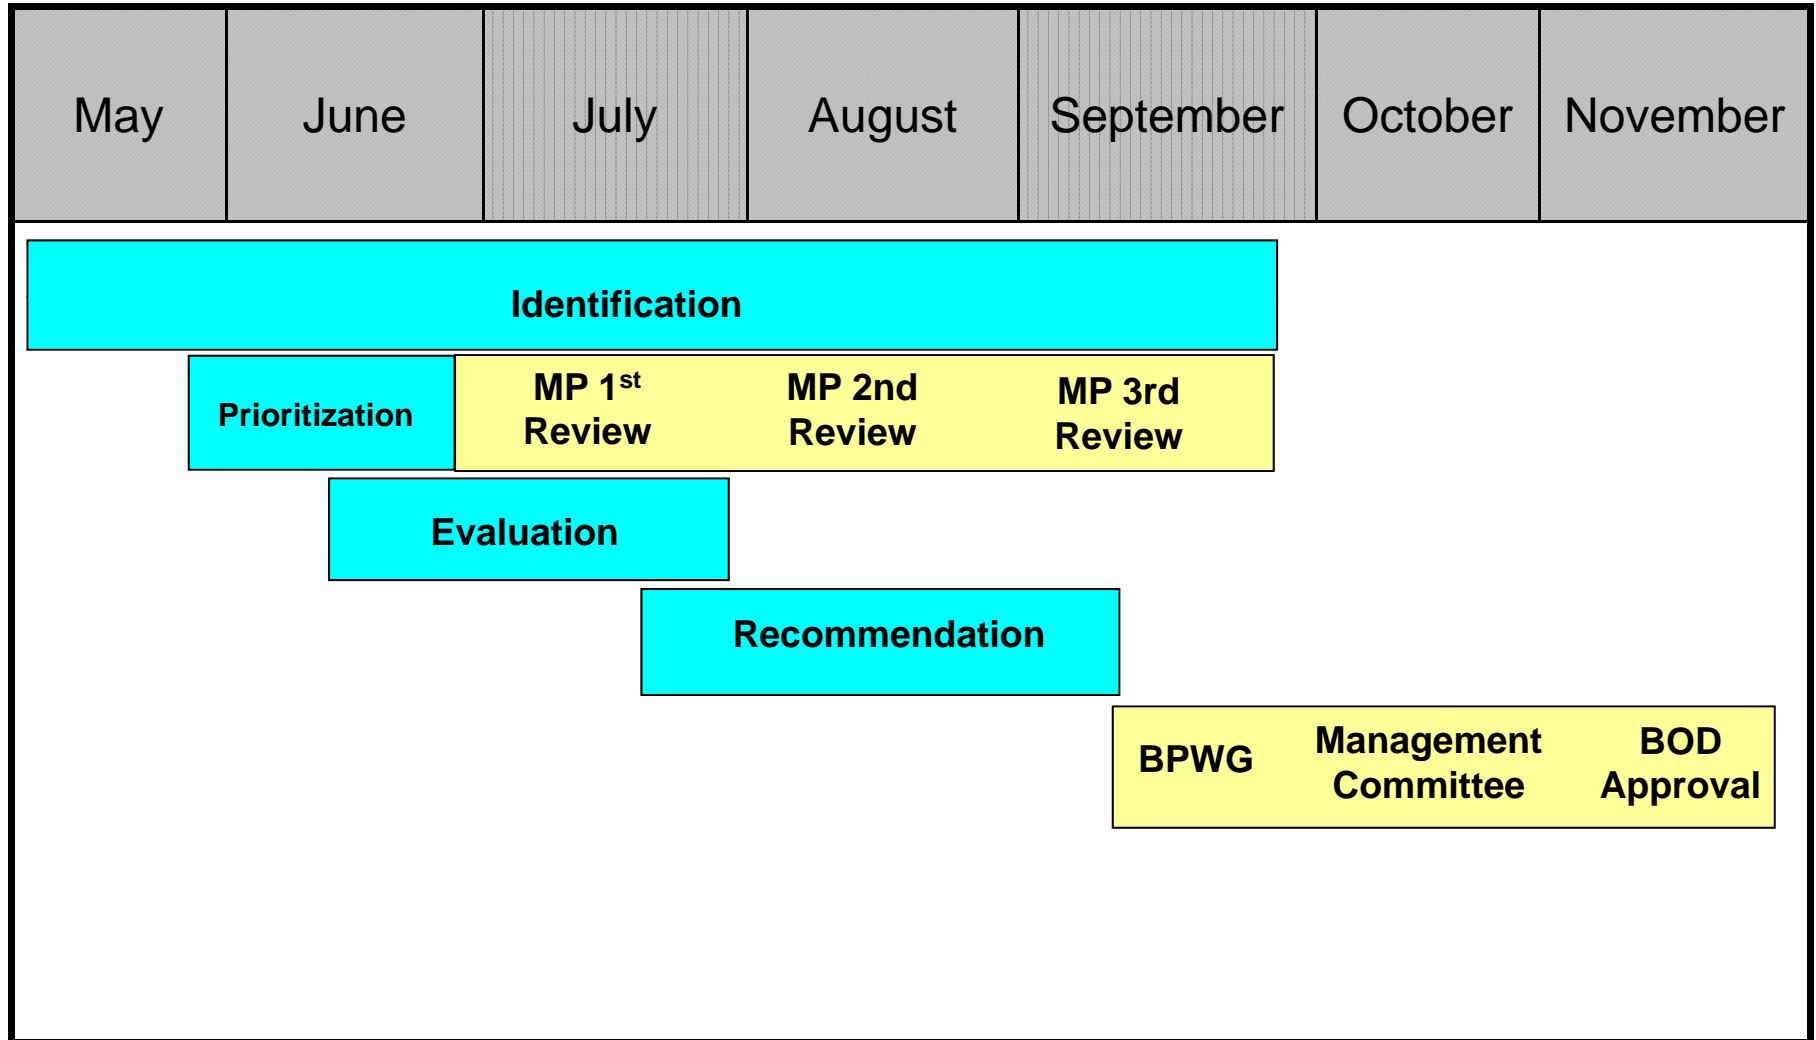 May June July August September October November
Identification
Prioritization
MP 1st
Review
MP 2nd
Review
MP 3rd
Review
Evaluation
Recommendation
BPWG
Management
Committee
BOD
Approval